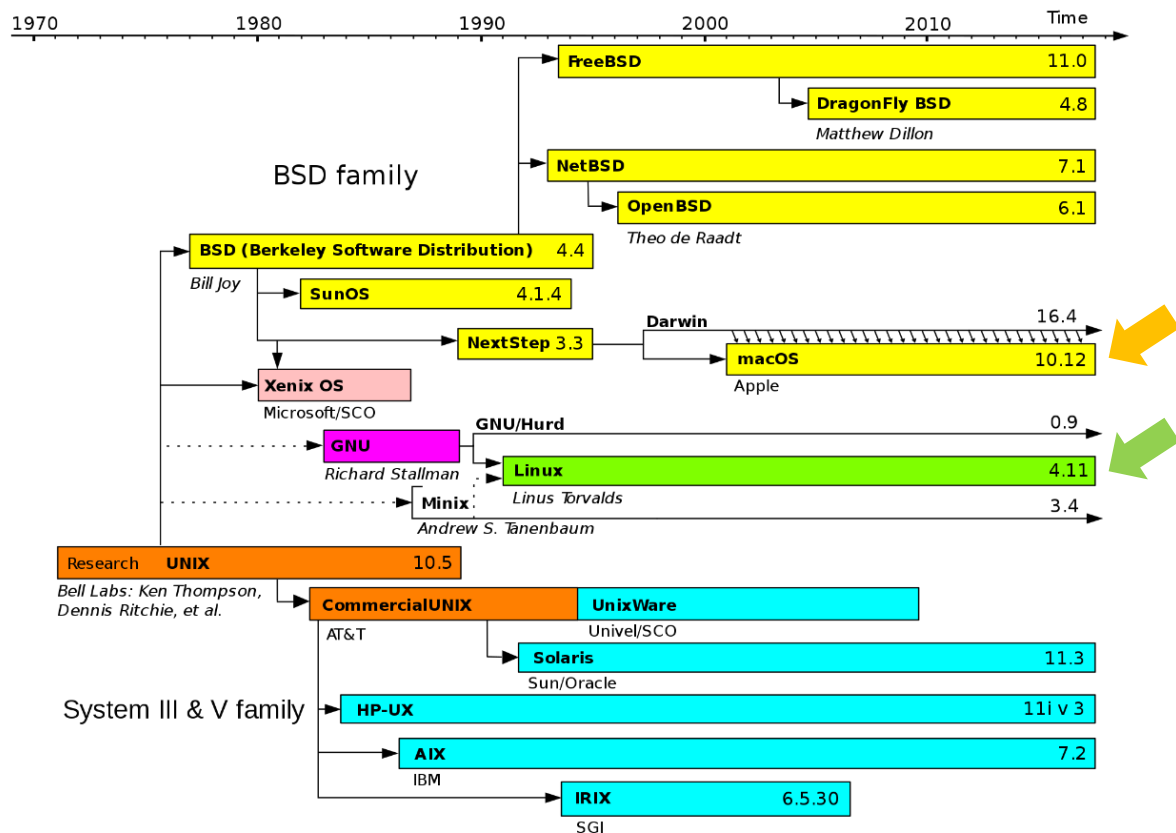 1970 1980 1990 2000 2010 Time
FreeBSD 11.0
DragonFly BSD 4.8
Matthew Dillon
BSD family
NetBSD 7.1
OpenBSD 6.1
Theo de Raadt
BSD (Berkeley Software Distribution) 4.4
Bill Joy
SunOS 4.1.4
Darwin 16.4
NextStep 3.3
macOS 10.12
Apple
Xenix OS
Microsoft/SCO
GNU/Hurd 0.9
GNU
Richard Stallman
Linux 4.11
Linus Torvalds
Minix 3.4
Andrew S. Tanenbaum
Research UNIX 10.5
Bell Labs: Ken Thompson,
Dennis Ritchie, et al.
CommercialUNIX UnixWare
AT&T Univel/SCO
Solaris 11.3
Sun/Oracle
System III & V family
HP-UX 11i v 3
AIX 7.2
IBM
IRIX 6.5.30
SGI